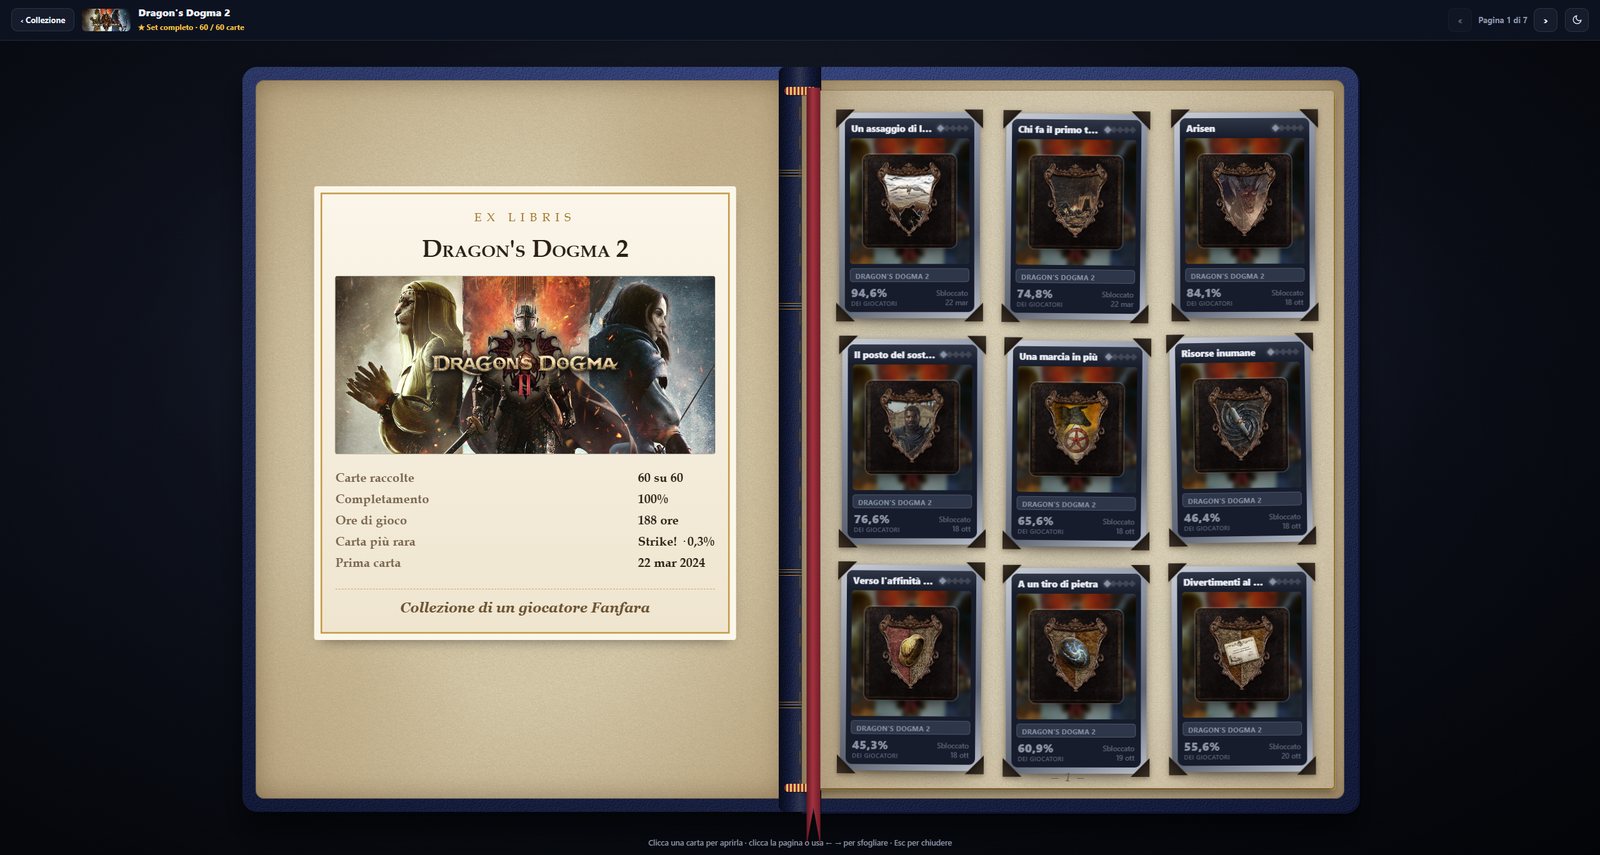 ‹ Collezione
Dragon's Dogma 2
★ Set completo · 60 / 60 carte
‹ Pagina 1 di 7 ›
EX LIBRIS
Dragon's Dogma 2
DRAGON'S DOGMA
II
Carte raccolte 60 su 60
Completamento 100%
Ore di gioco 188 ore
Carta più rara Strike! · 0,3%
Prima carta 22 mar 2024
Collezione di un giocatore Fanfara
Un assaggio di l...
DRAGON'S DOGMA 2
94,6% Sbloccato
DEI GIOCATORI 22 mar
Chi fa il primo t...
DRAGON'S DOGMA 2
74,8% Sbloccato
DEI GIOCATORI 22 mar
Arisen
DRAGON'S DOGMA 2
84,1% Sbloccato
DEI GIOCATORI 18 ott
Il posto del sost...
DRAGON'S DOGMA 2
76,6% Sbloccato
DEI GIOCATORI 18 ott
Una marcia in più
DRAGON'S DOGMA 2
65,6% Sbloccato
DEI GIOCATORI 18 ott
Risorse inumane
DRAGON'S DOGMA 2
46,4% Sbloccato
DEI GIOCATORI 18 ott
Verso l'affinità ...
DRAGON'S DOGMA 2
45,3% Sbloccato
DEI GIOCATORI 18 ott
A un tiro di pietra
DRAGON'S DOGMA 2
60,9% Sbloccato
DEI GIOCATORI 19 ott
Divertimenti al ...
DRAGON'S DOGMA 2
55,6% Sbloccato
DEI GIOCATORI 20 ott
— 1 —
Clicca una carta per aprirla · clicca la pagina o usa ← → per sfogliare · Esc per chiudere